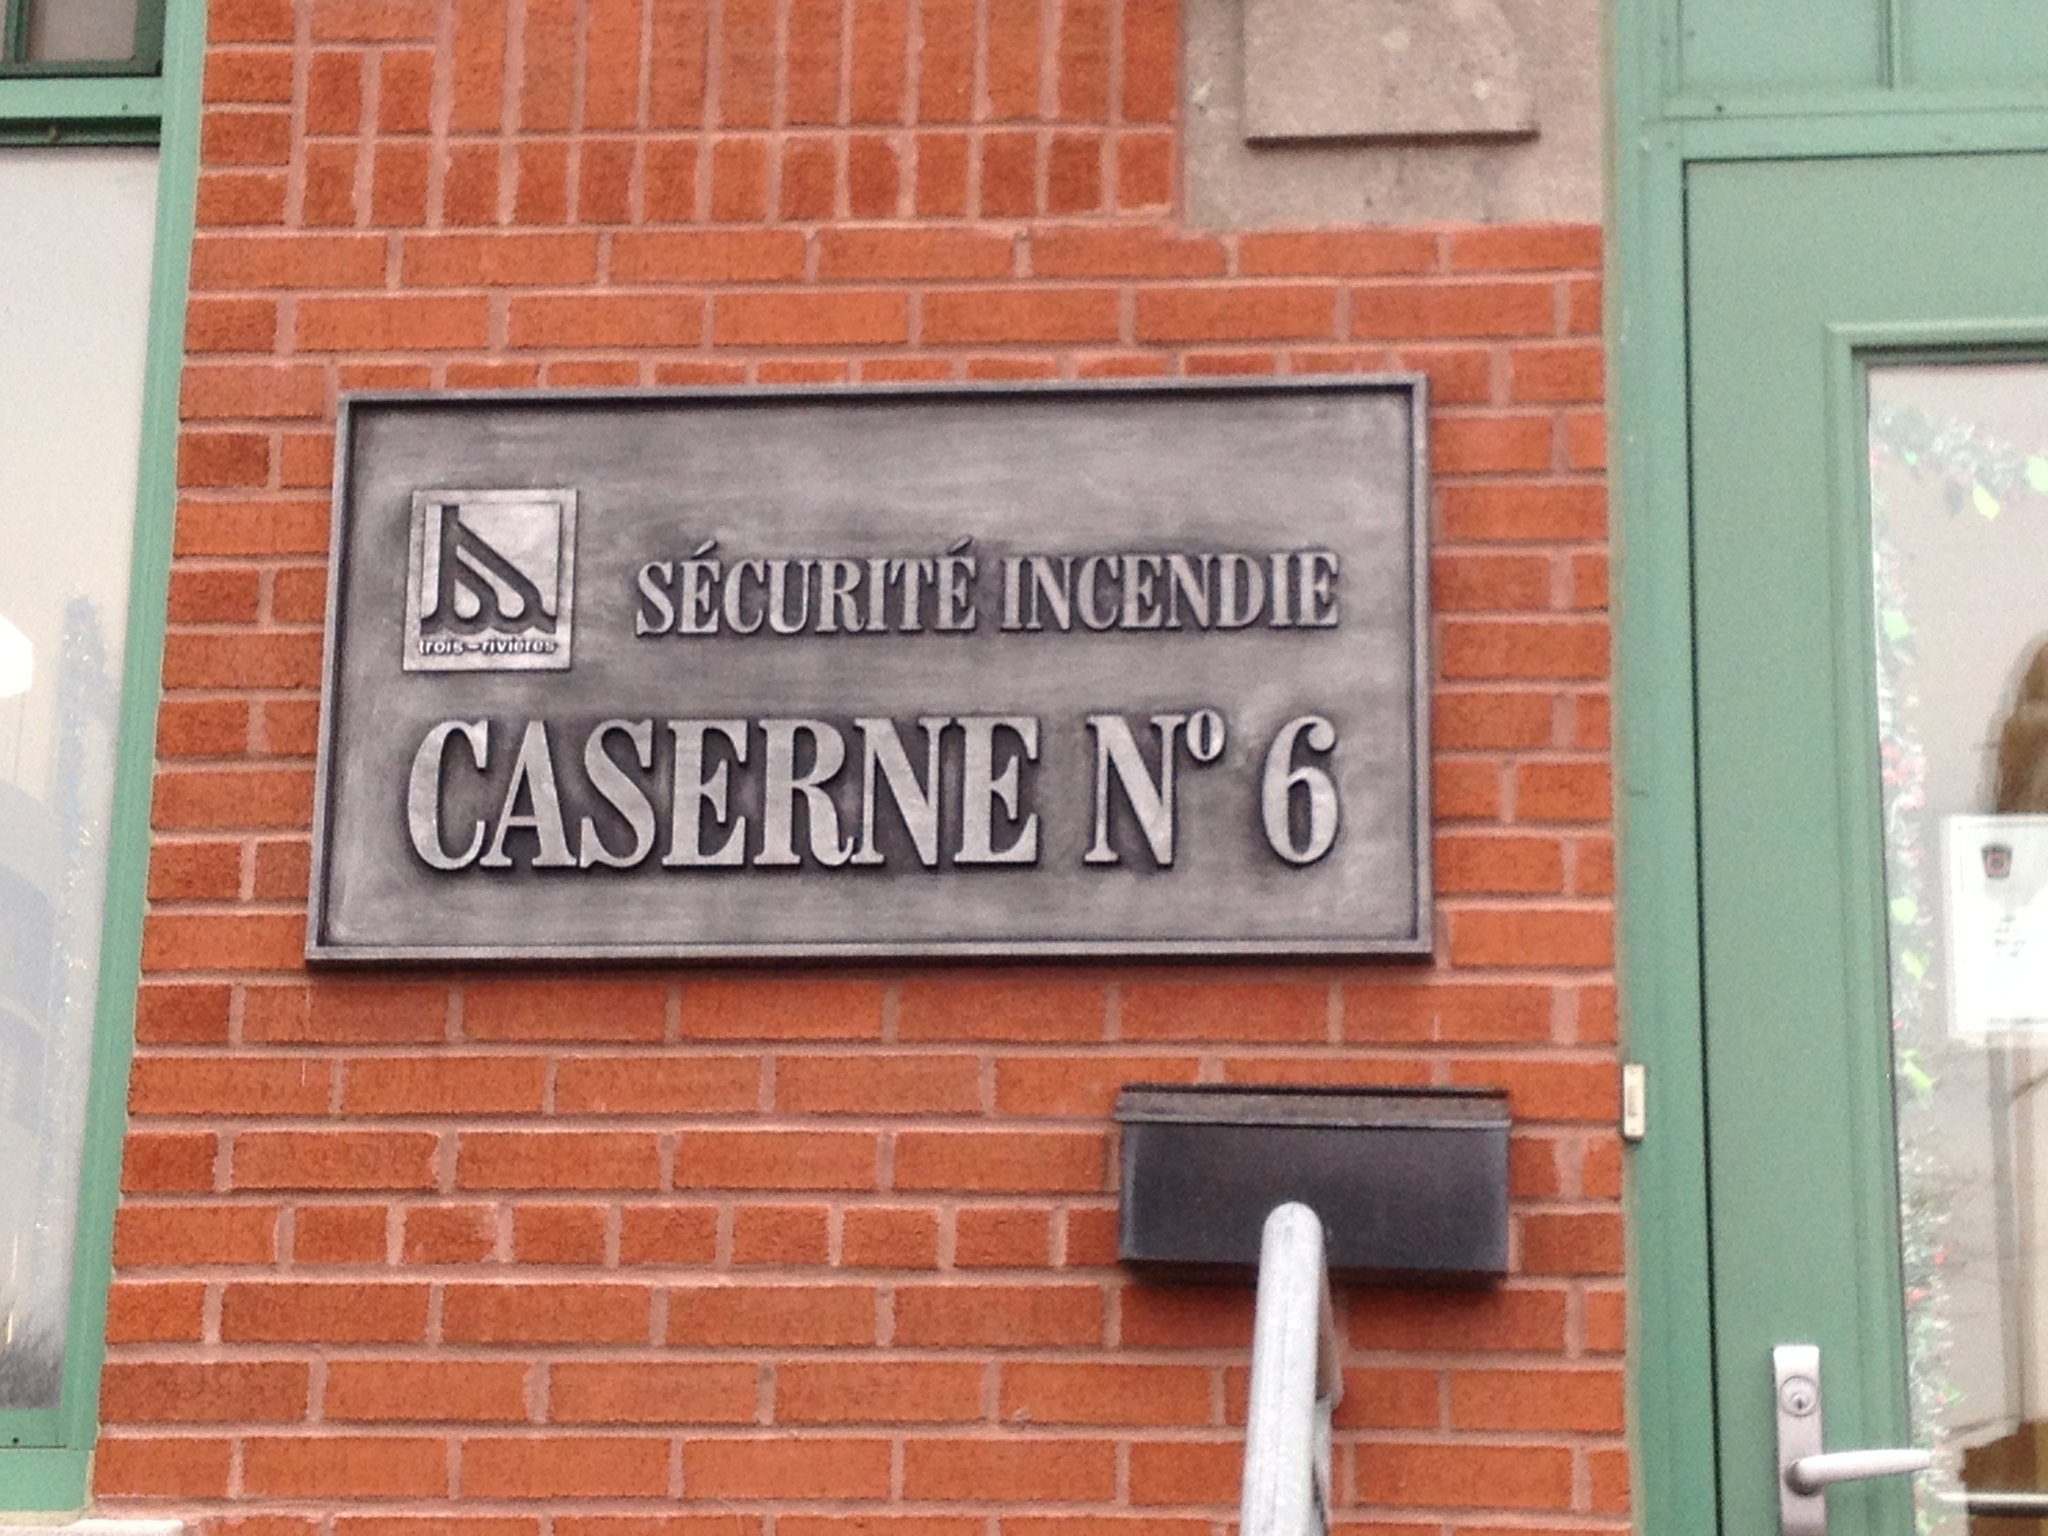 SÉCURITÉ INCENDIE
trois-rivières
CASERNE Nº 6